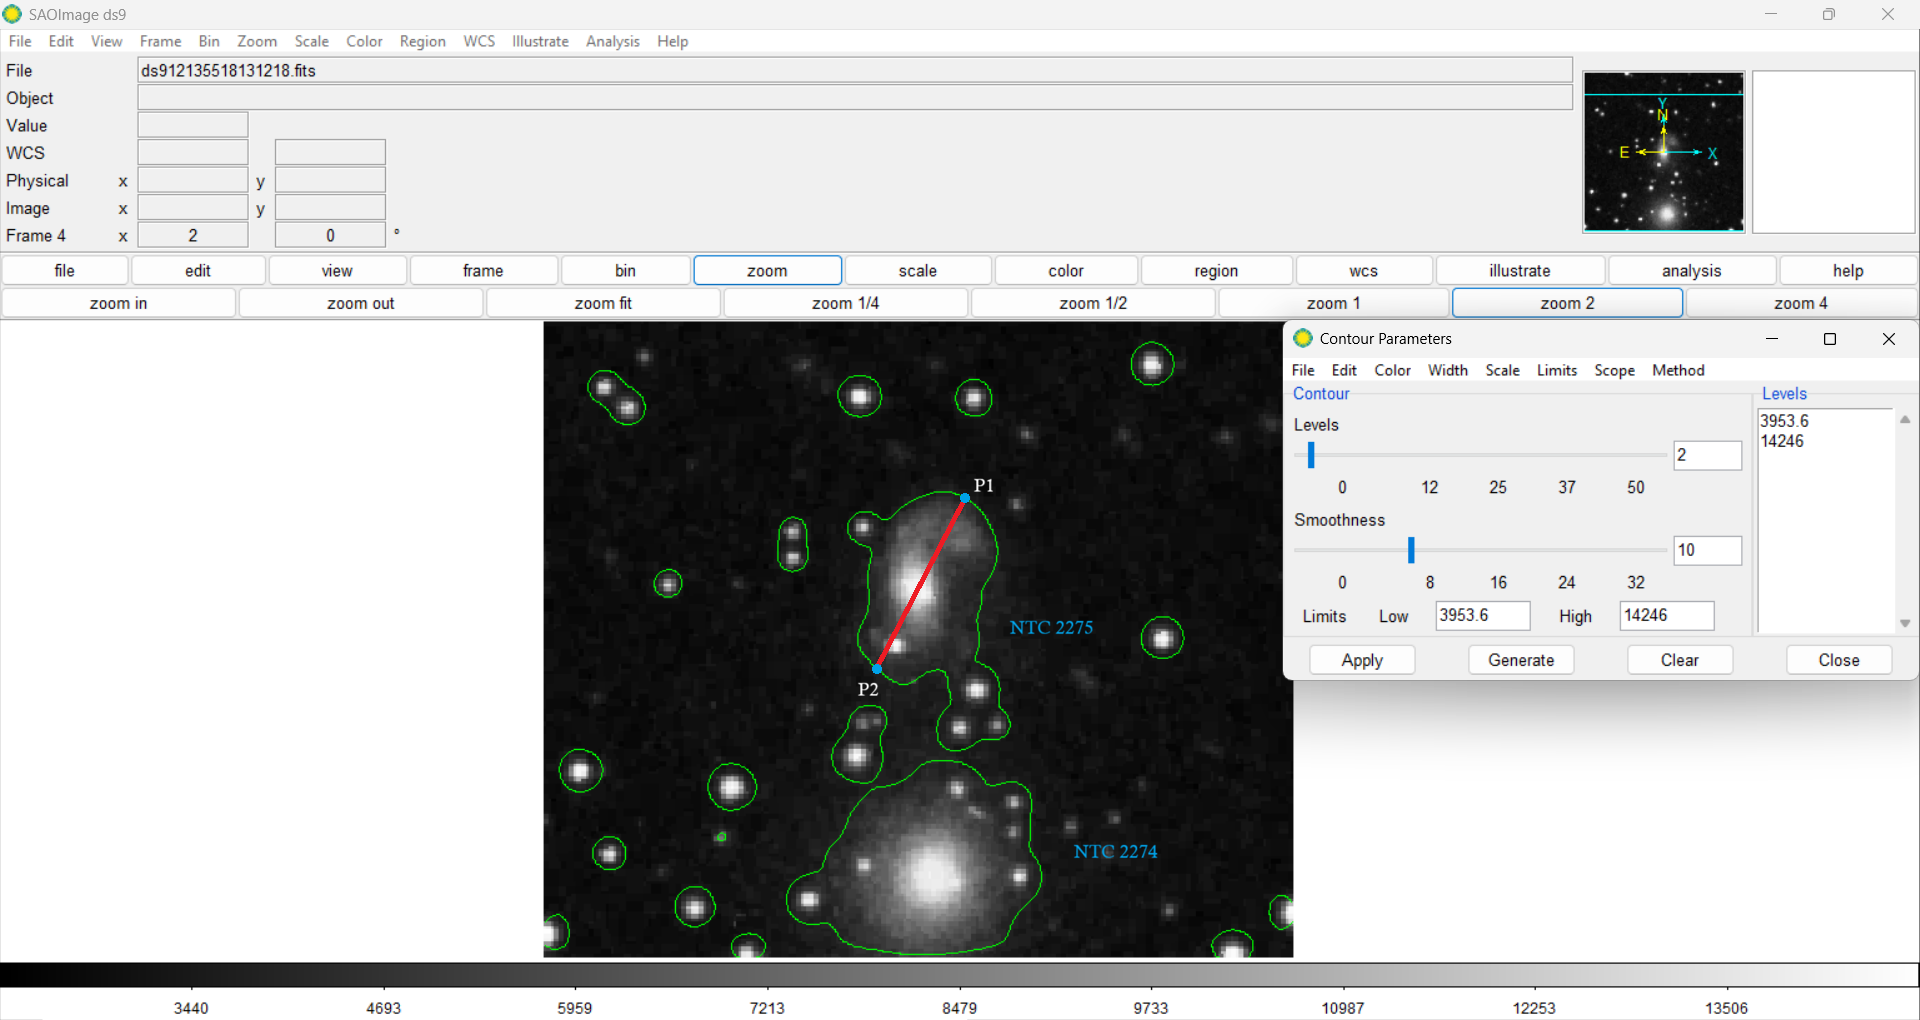 SAOImage ds9
File Edit View Frame Bin Zoom Scale Color Region WCS Illustrate Analysis Help
File ds912135518131218.fits
Object
Value
WCS
Physical x y
Image x y
Frame 4 x 2 0 °
Y
N
E X
file edit view frame bin zoom scale color region wcs illustrate analysis help
zoom in zoom out zoom fit zoom 1/4 zoom 1/2 zoom 1 zoom 2 zoom 4
P1
NTC 2275
P2
NTC 2274
Contour Parameters
File Edit Color Width Scale Limits Scope Method
Contour
Levels
2
0 12 25 37 50
Smoothness
10
0 8 16 24 32
Limits Low 3953.6 High 14246
Levels
3953.6
14246
Apply Generate Clear Close
3440 4693 5959 7213 8479 9733 10987 12253 13506